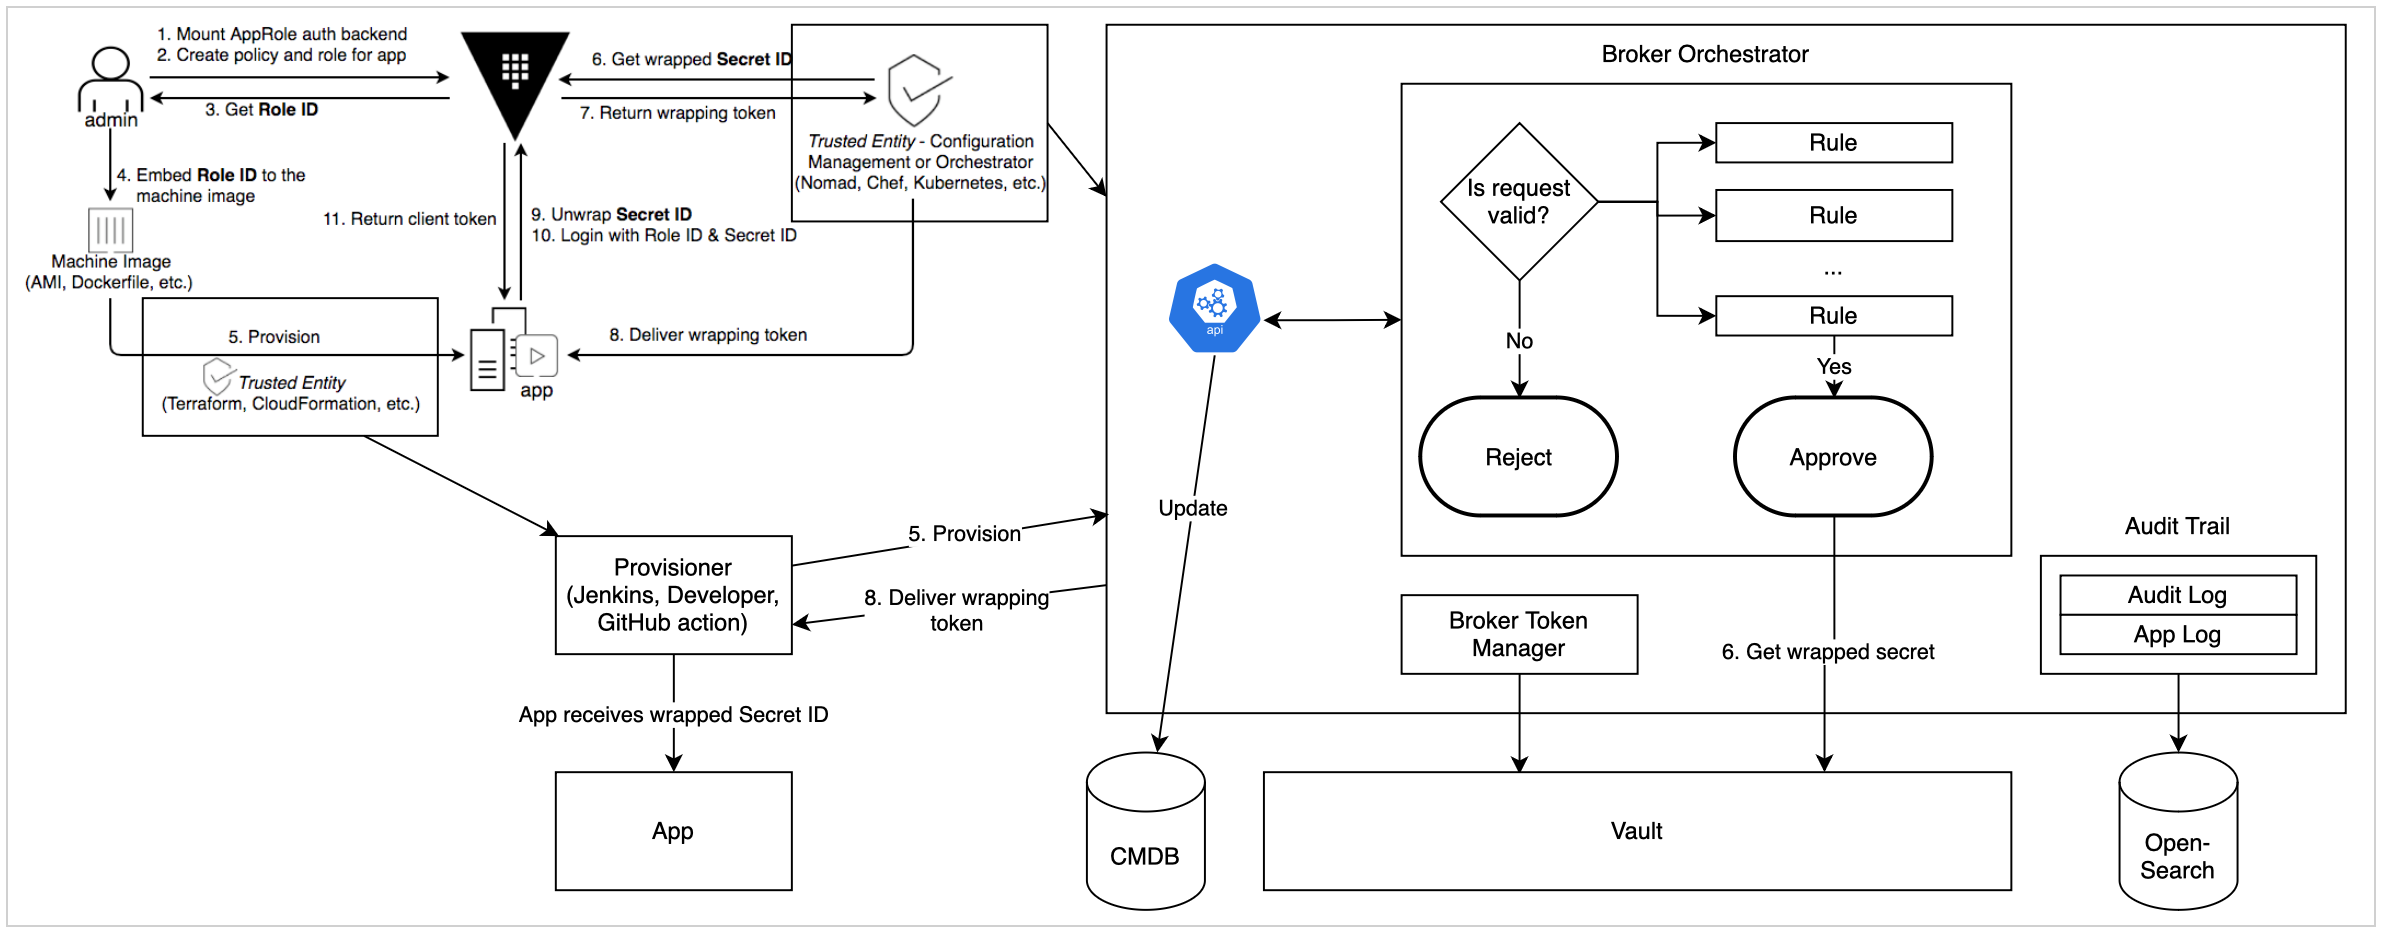 1. Mount AppRole auth backend
2. Create policy and role for app
3. Get Role ID
admin
4. Embed Role ID to the
machine image
Machine Image
(AMI, Dockerfile, etc.)
5. Provision
Trusted Entity
(Terraform, CloudFormation, etc.)
6. Get wrapped Secret ID
7. Return wrapping token
Trusted Entity - Configuration
Management or Orchestrator
(Nomad, Chef, Kubernetes, etc.)
11. Return client token
9. Unwrap Secret ID
10. Login with Role ID & Secret ID
8. Deliver wrapping token
app
Provisioner
(Jenkins, Developer,
GitHub action)
5. Provision
8. Deliver wrapping
token
App receives wrapped Secret ID
App
Broker Orchestrator
api
Is request
valid?
Rule
Rule
...
Rule
No
Yes
Reject
Approve
Update
Broker Token
Manager
6. Get wrapped secret
Audit Trail
Audit Log
App Log
CMDB
Vault
Open-
Search